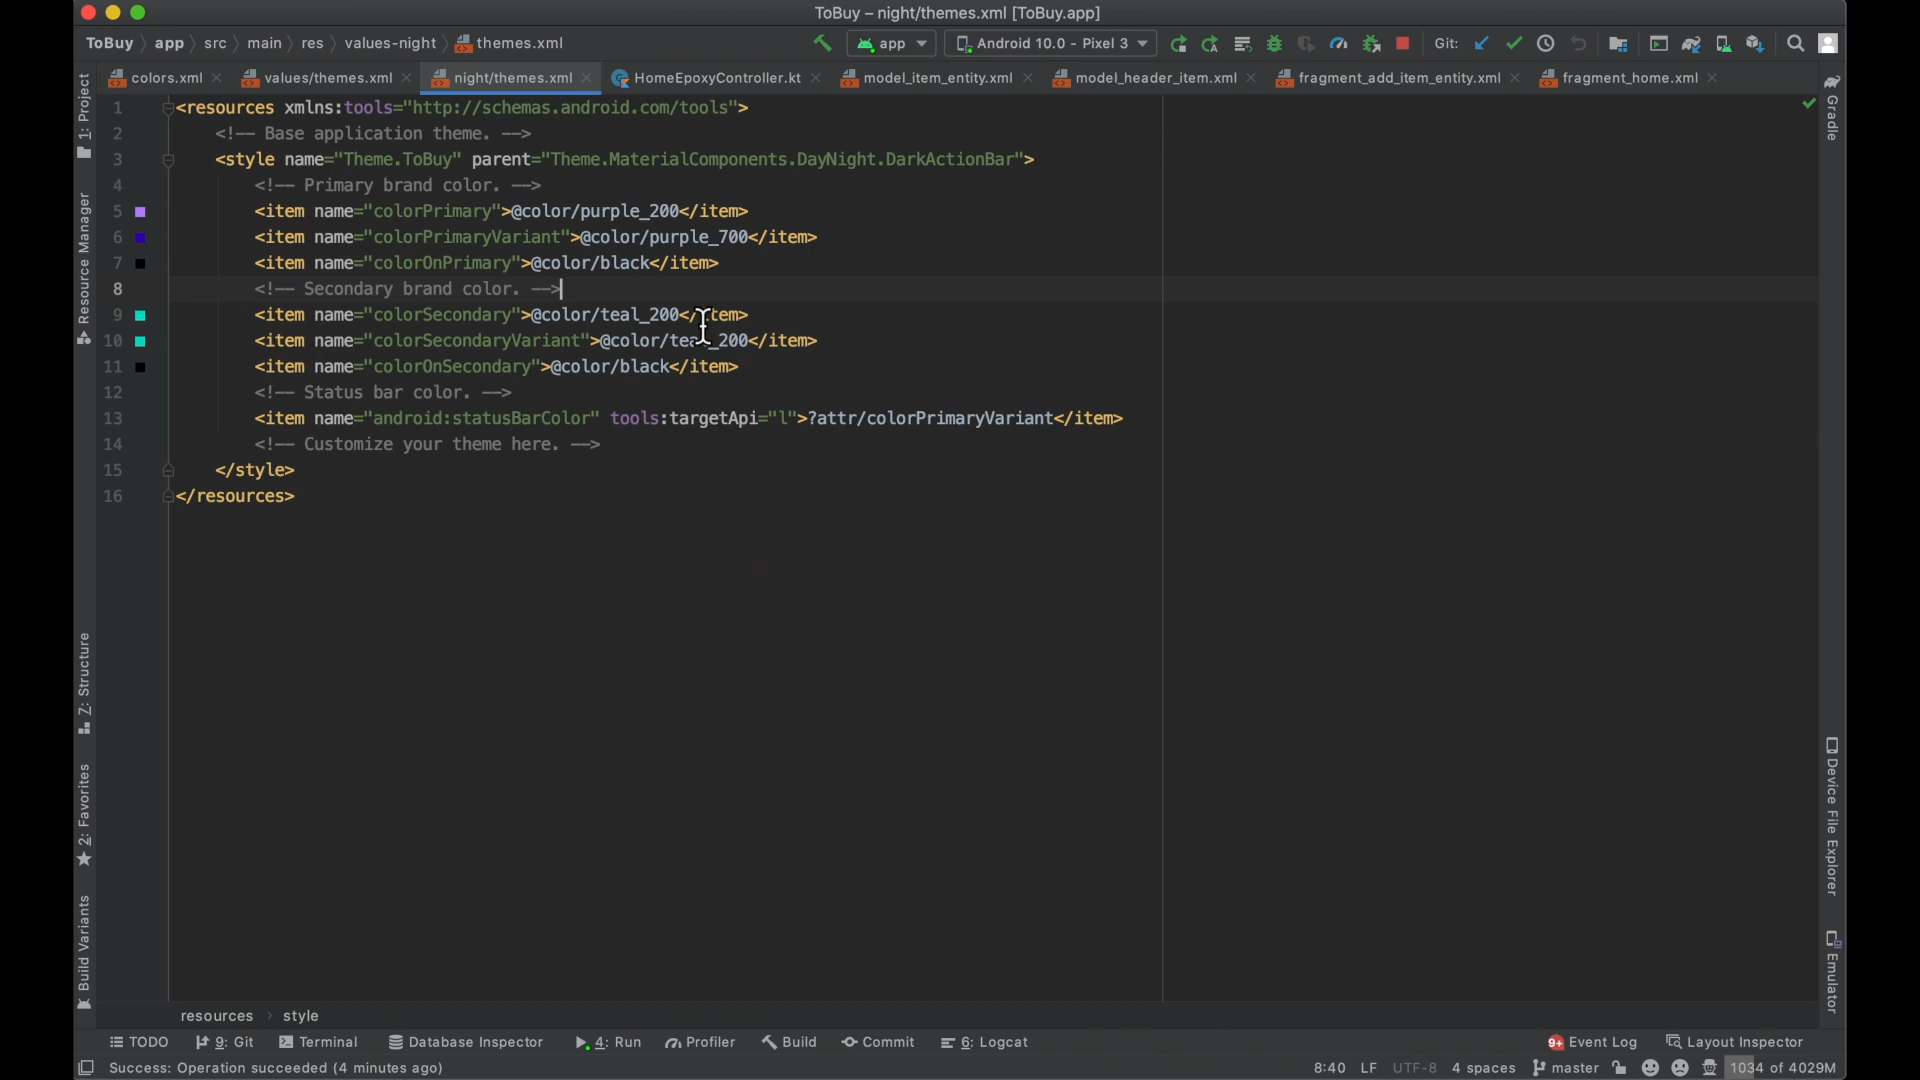 ToBuy – night/themes.xml [ToBuy.app]
ToBuy app src main res values-night themes.xml
app Android 10.0 - Pixel 3 Git:
colors.xml values/themes.xml night/themes.xml HomeEpoxyController.kt model_item_entity.xml model_header_item.xml fragment_add_item_entity.xml fragment_home.xml
1: Project
Resource Manager
Z: Structure
2: Favorites
Build Variants
1 <resources xmlns:tools="http://schemas.android.com/tools">
2 <!-- Base application theme. -->
3 <style name="Theme.ToBuy" parent="Theme.MaterialComponents.DayNight.DarkActionBar">
4 <!-- Primary brand color. -->
5 <item name="colorPrimary">@color/purple_200</item>
6 <item name="colorPrimaryVariant">@color/purple_700</item>
7 <item name="colorOnPrimary">@color/black</item>
8 <!-- Secondary brand color. -->
9 <item name="colorSecondary">@color/teal_200</item>
10 <item name="colorSecondaryVariant">@color/teal_200</item>
11 <item name="colorOnSecondary">@color/black</item>
12 <!-- Status bar color. -->
13 <item name="android:statusBarColor" tools:targetApi="l">?attr/colorPrimaryVariant</item>
14 <!-- Customize your theme here. -->
15 </style>
16 </resources>
Gradle
Device File Explorer
Emulator
resources style
TODO 9: Git Terminal Database Inspector 4: Run Profiler Build Commit 6: Logcat 9+ Event Log Layout Inspector
Success: Operation succeeded (4 minutes ago) 8:40 LF UTF-8 4 spaces master 1034 of 4029M